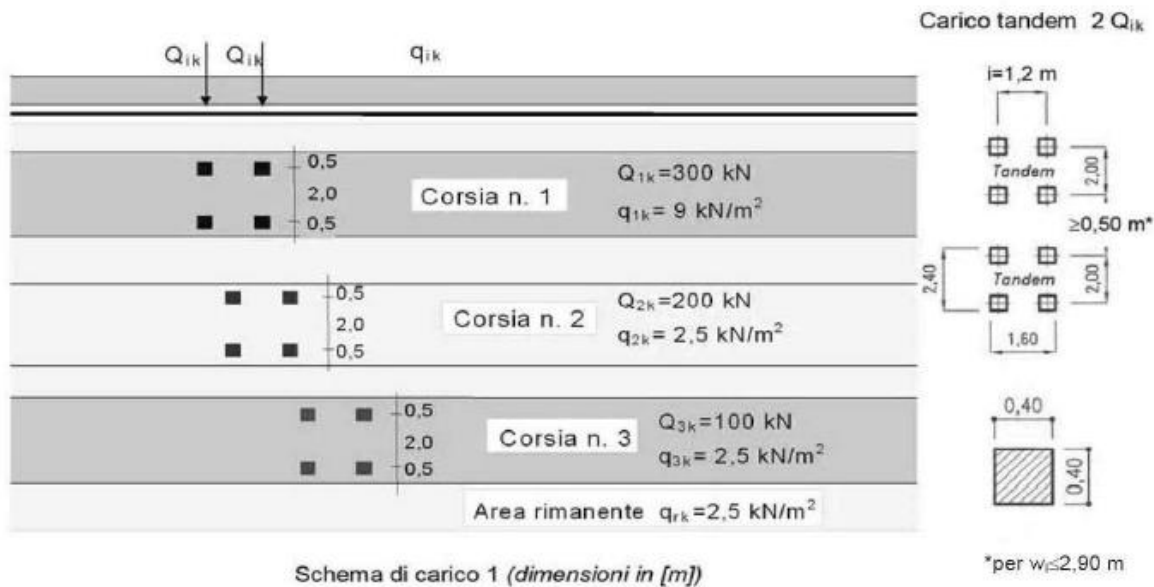 Carico tandem 2 Qik
Qik Qik qik
i=1,2 m
0,5
2,0
0,5
Corsia n. 1
Q1k=300 kN
q1k= 9 kN/m²
Tandem
2,00
≥0,50 m*
0,5
2,0
0,5
Corsia n. 2
Q2k=200 kN
q2k= 2,5 kN/m²
2,40
Tandem
2,00
1,60
0,5
2,0
0,5
Corsia n. 3
Q3k=100 kN
q3k= 2,5 kN/m²
0,40
0,40
Area rimanente qrk=2,5 kN/m²
Schema di carico 1 (dimensioni in [m])
*per wl≤2,90 m